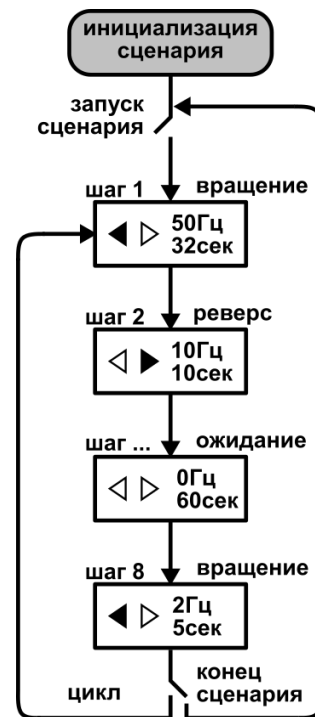 инициализация
сценария
запуск
сценария
шаг 1 вращение
50Гц
32сек
шаг 2 реверс
10Гц
10сек
шаг ... ожидание
0Гц
60сек
шаг 8 вращение
2Гц
5сек
конец
цикл сценария